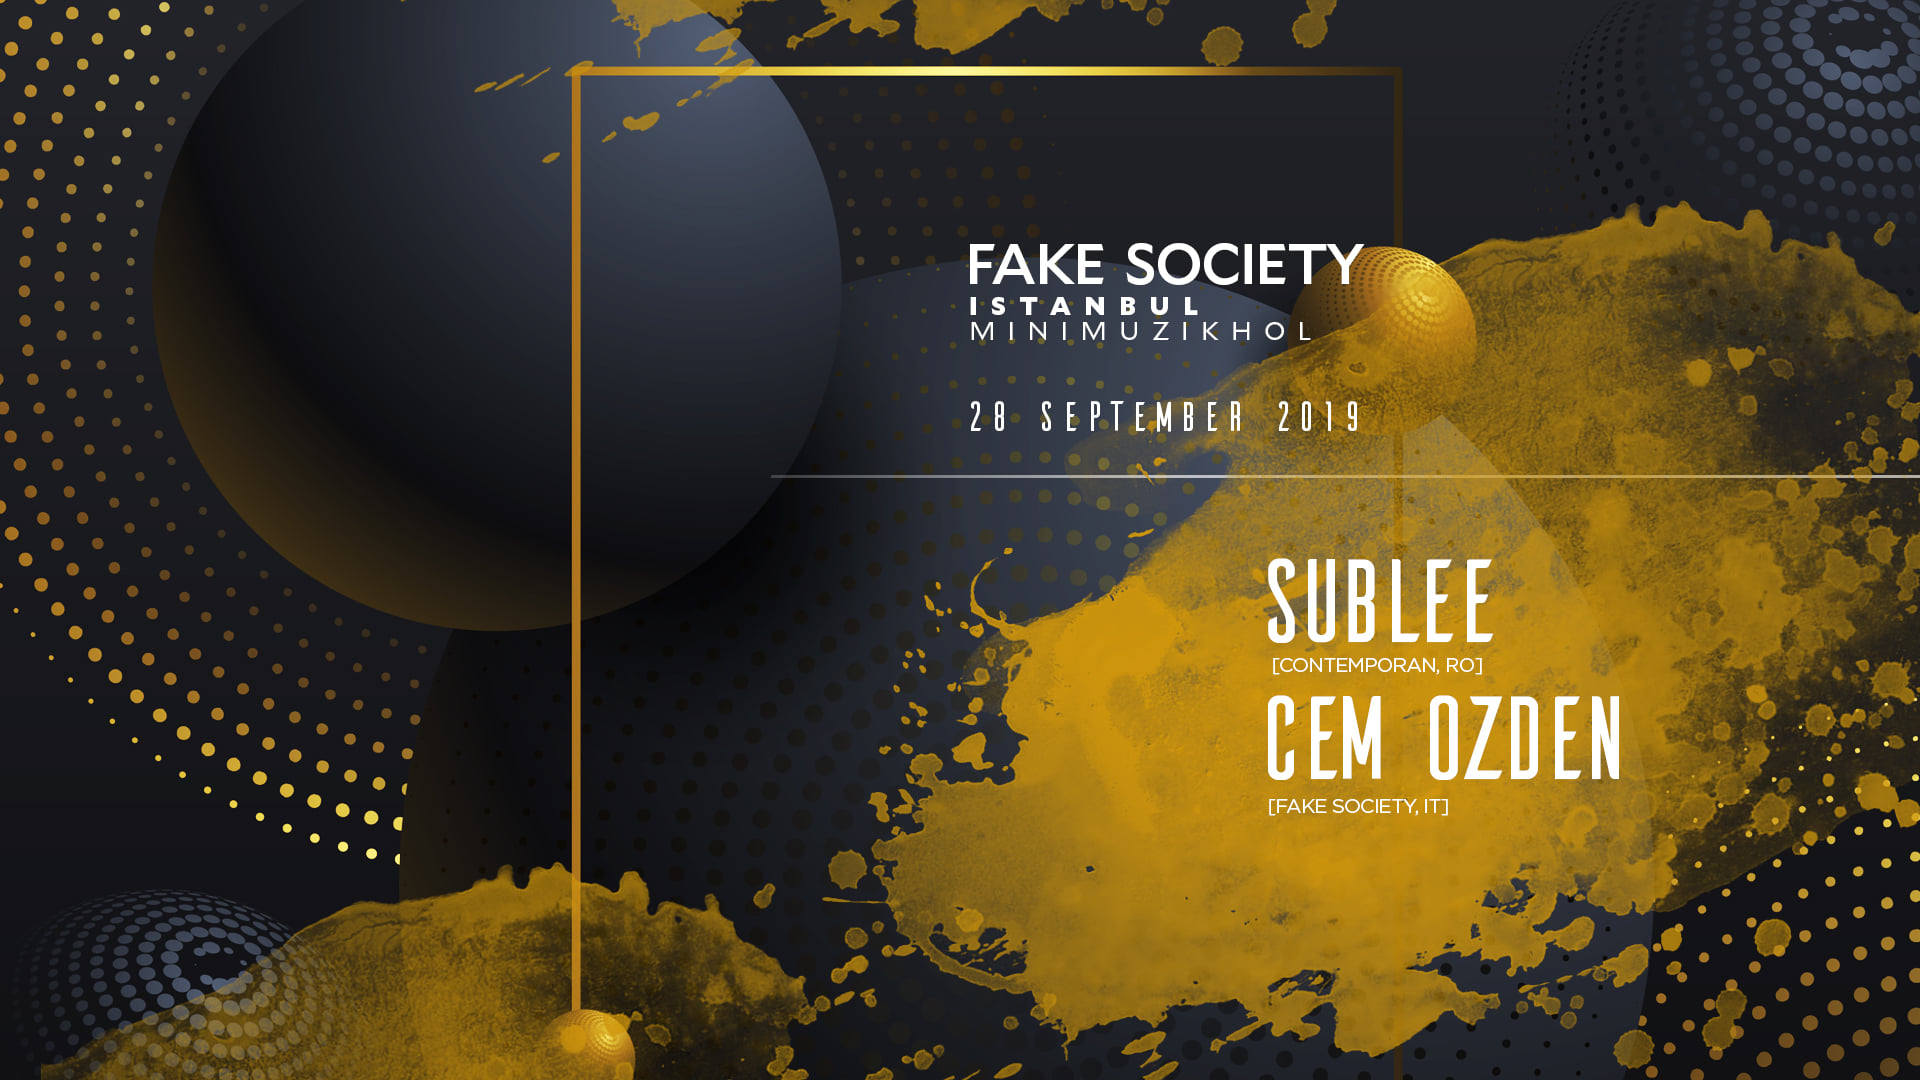 FAKE SOCIETY
ISTANBUL
MINIMUZIKHOL
28 SEPTEMBER 2019
SUBLEE
[CONTEMPORAN, RO]
CEM OZDEN
[FAKE SOCIETY, IT]